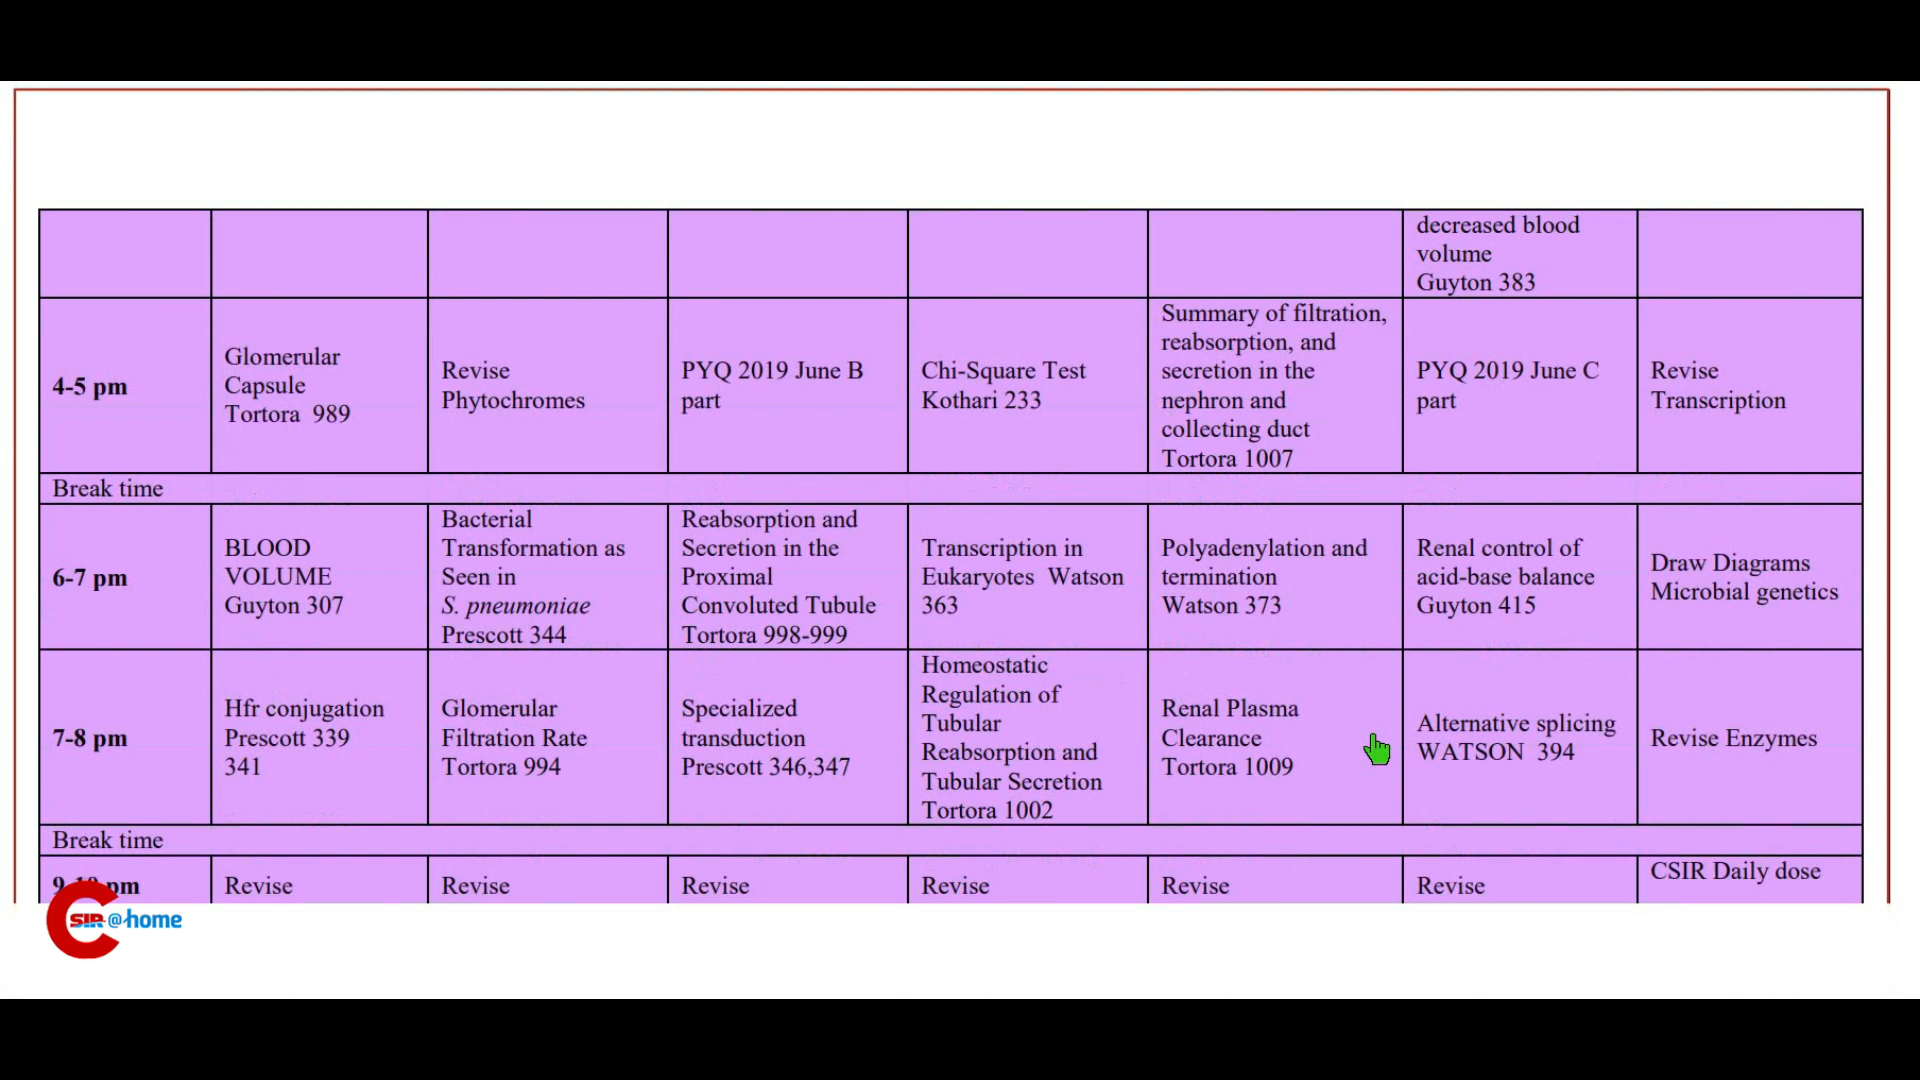 decreased blood
volume
Guyton 383
4-5 pm
Glomerular
Capsule
Tortora 989
Revise
Phytochromes
PYQ 2019 June B
part
Chi-Square Test
Kothari 233
Summary of filtration,
reabsorption, and
secretion in the
nephron and
collecting duct
Tortora 1007
PYQ 2019 June C
part
Revise
Transcription
Break time
6-7 pm
BLOOD
VOLUME
Guyton 307
Bacterial
Transformation as
Seen in
S. pneumoniae
Prescott 344
Reabsorption and
Secretion in the
Proximal
Convoluted Tubule
Tortora 998-999
Transcription in
Eukaryotes Watson
363
Polyadenylation and
termination
Watson 373
Renal control of
acid-base balance
Guyton 415
Draw Diagrams
Microbial genetics
7-8 pm
Hfr conjugation
Prescott 339
341
Glomerular
Filtration Rate
Tortora 994
Specialized
transduction
Prescott 346,347
Homeostatic
Regulation of
Tubular
Reabsorption and
Tubular Secretion
Tortora 1002
Renal Plasma
Clearance
Tortora 1009
Alternative splicing
WATSON 394
Revise Enzymes
Break time
9-10 pm
Revise
Revise
Revise
Revise
Revise
Revise
CSIR Daily dose
CSIR@home